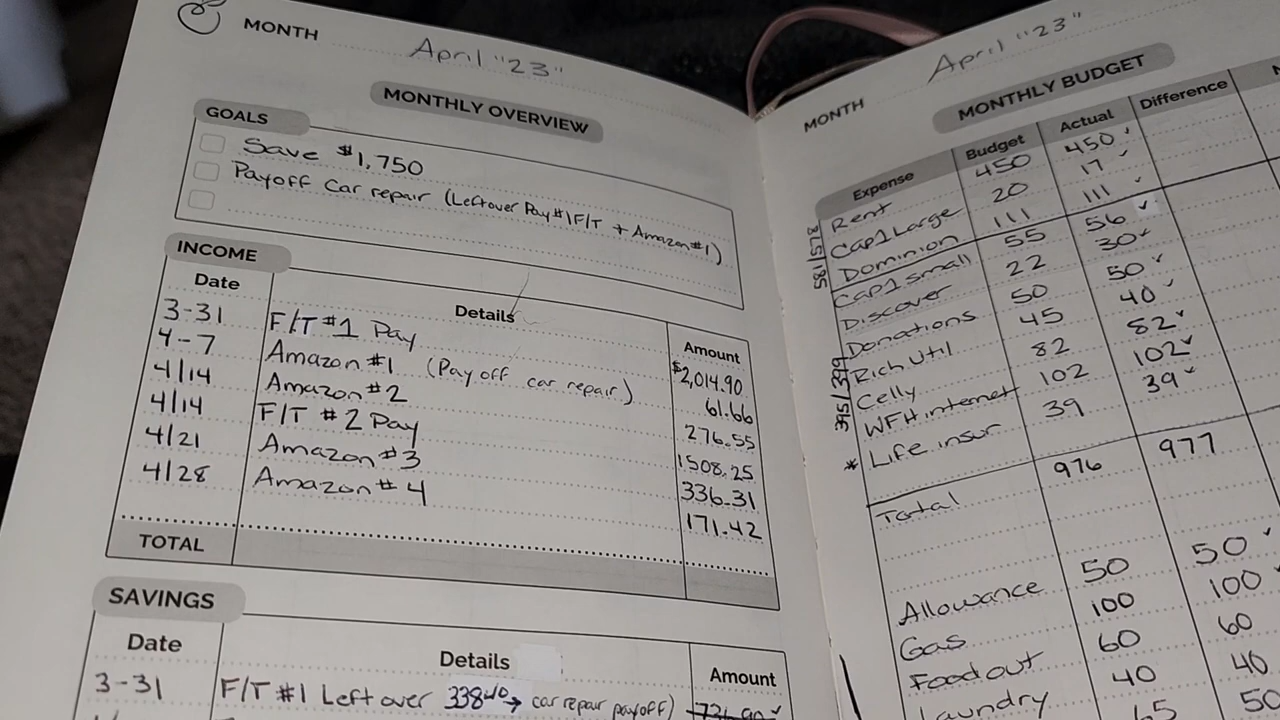 MONTH April "23"
MONTHLY OVERVIEW
GOALS
Save $1,750
Payoff Car repair (Leftover Pay#1 F/T + Amazon#1)
INCOME
Date Details Amount
3-31 F/T #1 Pay $2,014.90
4-7 Amazon #1 (Pay off car repair) 61.66
4/14 Amazon #2 276.55
4/14 F/T #2 Pay 1508.25
4/21 Amazon #3 336.31
4/28 Amazon #4 171.42
TOTAL
SAVINGS
Date Details Amount
3-31 F/T #1 Left over 338.40 → car repair payoff)
MONTH April "23"
MONTHLY BUDGET
Expense Budget Actual Difference
Rent 450 450 ✓
Cap1 Large 20 17 ✓
Dominion 111 111 ✓
Cap1 small 55 56 ✓
Discover 22 30 ✓
Donations 50 50 ✓
Rich Util 45 40 ✓
Celly 82 82 ✓
WFH internet 102 102 ✓
* Life insur 39 39 ✓
Total 976 977
Allowance 50 50 ✓
Gas 100 100 ✓
Food out 60 60
Laundry 40 40